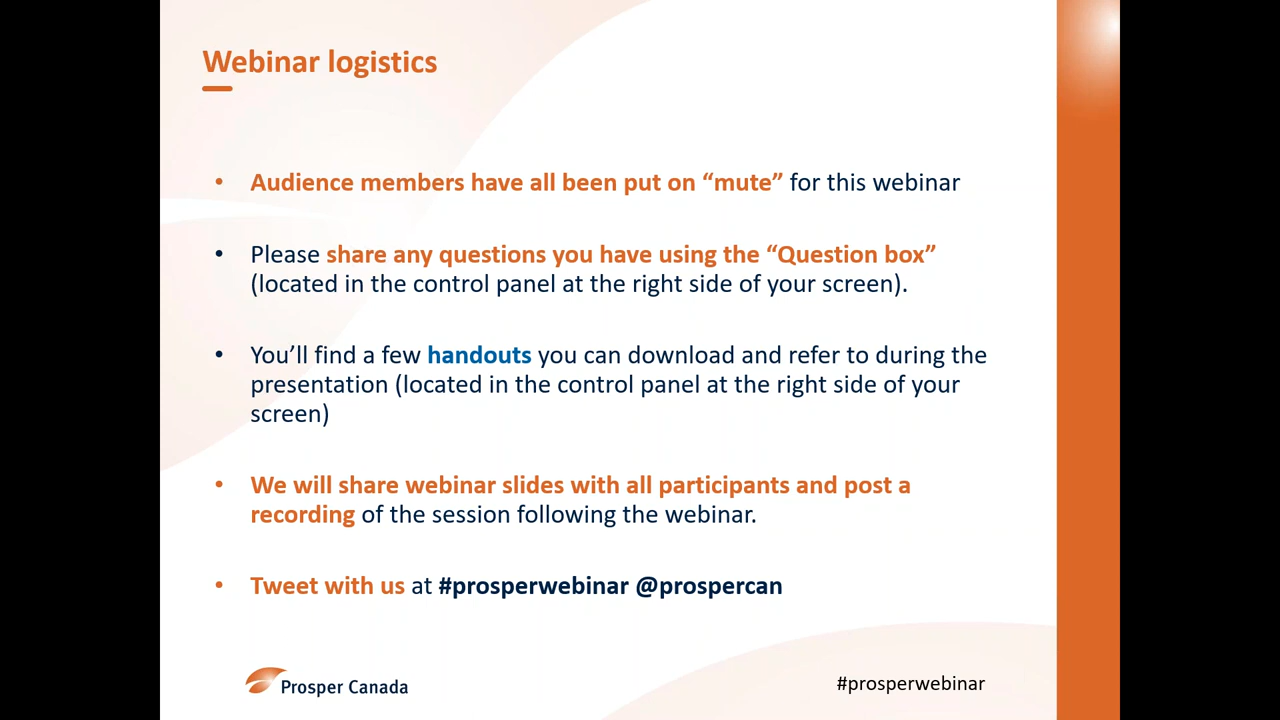 Webinar logistics
• Audience members have all been put on “mute” for this webinar
• Please share any questions you have using the “Question box”
(located in the control panel at the right side of your screen).
• You’ll find a few handouts you can download and refer to during the
presentation (located in the control panel at the right side of your
screen)
• We will share webinar slides with all participants and post a
recording of the session following the webinar.
• Tweet with us at #prosperwebinar @prospercan
Prosper Canada
#prosperwebinar